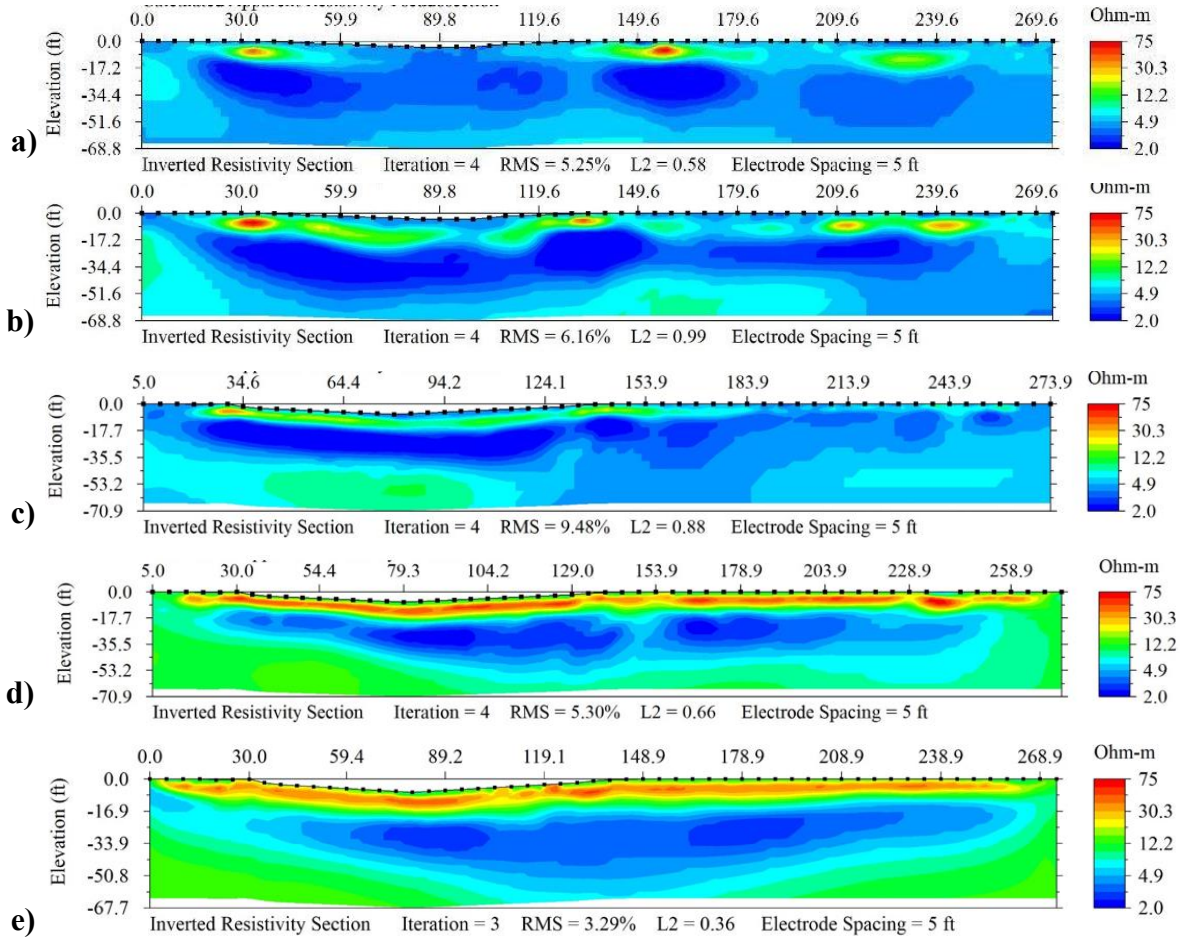 0.0 30.0 59.9 89.8 119.6 149.6 179.6 209.6 239.6 269.6 Ohm-m
Elevation (ft)
0.0
-17.2
-34.4
-51.6
-68.8
75
30.3
12.2
4.9
2.0
a)
Inverted Resistivity Section Iteration = 4 RMS = 5.25% L2 = 0.58 Electrode Spacing = 5 ft
0.0 30.0 59.9 89.8 119.6 149.6 179.6 209.6 239.6 269.6 Ohm-m
Elevation (ft)
0.0
-17.2
-34.4
-51.6
-68.8
75
30.3
12.2
4.9
2.0
b)
Inverted Resistivity Section Iteration = 4 RMS = 6.16% L2 = 0.99 Electrode Spacing = 5 ft
5.0 34.6 64.4 94.2 124.1 153.9 183.9 213.9 243.9 273.9 Ohm-m
Elevation (ft)
0.0
-17.7
-35.5
-53.2
-70.9
75
30.3
12.2
4.9
2.0
c)
Inverted Resistivity Section Iteration = 4 RMS = 9.48% L2 = 0.88 Electrode Spacing = 5 ft
5.0 30.0 54.4 79.3 104.2 129.0 153.9 178.9 203.9 228.9 258.9 Ohm-m
Elevation (ft)
0.0
-17.7
-35.5
-53.2
-70.9
75
30.3
12.2
4.9
2.0
d)
Inverted Resistivity Section Iteration = 4 RMS = 5.30% L2 = 0.66 Electrode Spacing = 5 ft
0.0 30.0 59.4 89.2 119.1 148.9 178.9 208.9 238.9 268.9 Ohm-m
Elevation (ft)
0.0
-16.9
-33.9
-50.8
-67.7
75
30.3
12.2
4.9
2.0
e)
Inverted Resistivity Section Iteration = 3 RMS = 3.29% L2 = 0.36 Electrode Spacing = 5 ft